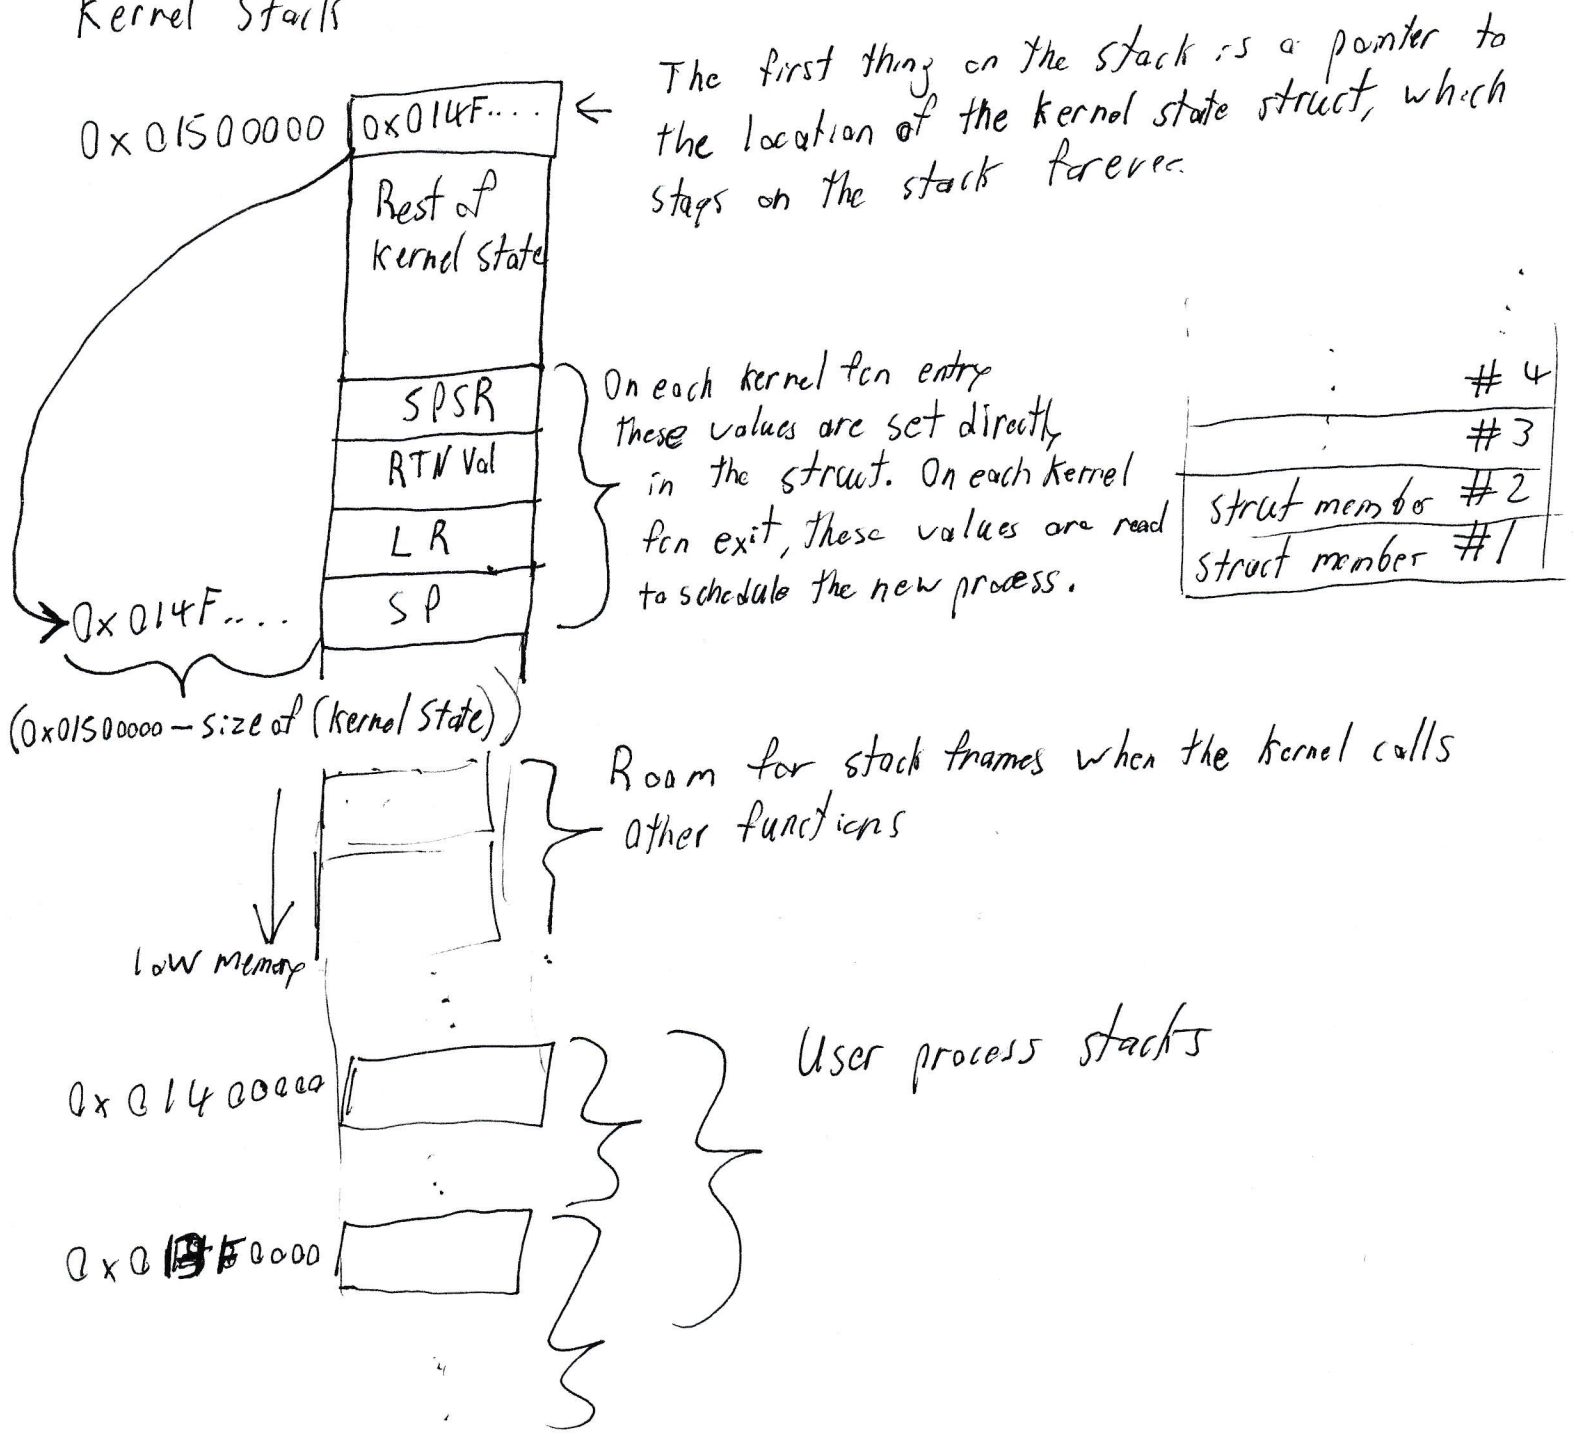 Kernel Stack
0x01500000
0x014F....
←
The first thing on the stack is a pointer to
the location of the kernel state struct, which
stays on the stack forever.
Rest of
Kernel State
SPSR
RTN Val
LR
SP
On each kernel fcn entry
these values are set directly
in the struct. On each Kernel
fcn exit, these values are read
to schedule the new process.
# 4
# 3
struct member #2
struct member #1
0x014F....
(0x01500000 - size of (Kernel State))
Room for stack frames when the kernel calls
other functions
low memory
User process stacks
0x01400000